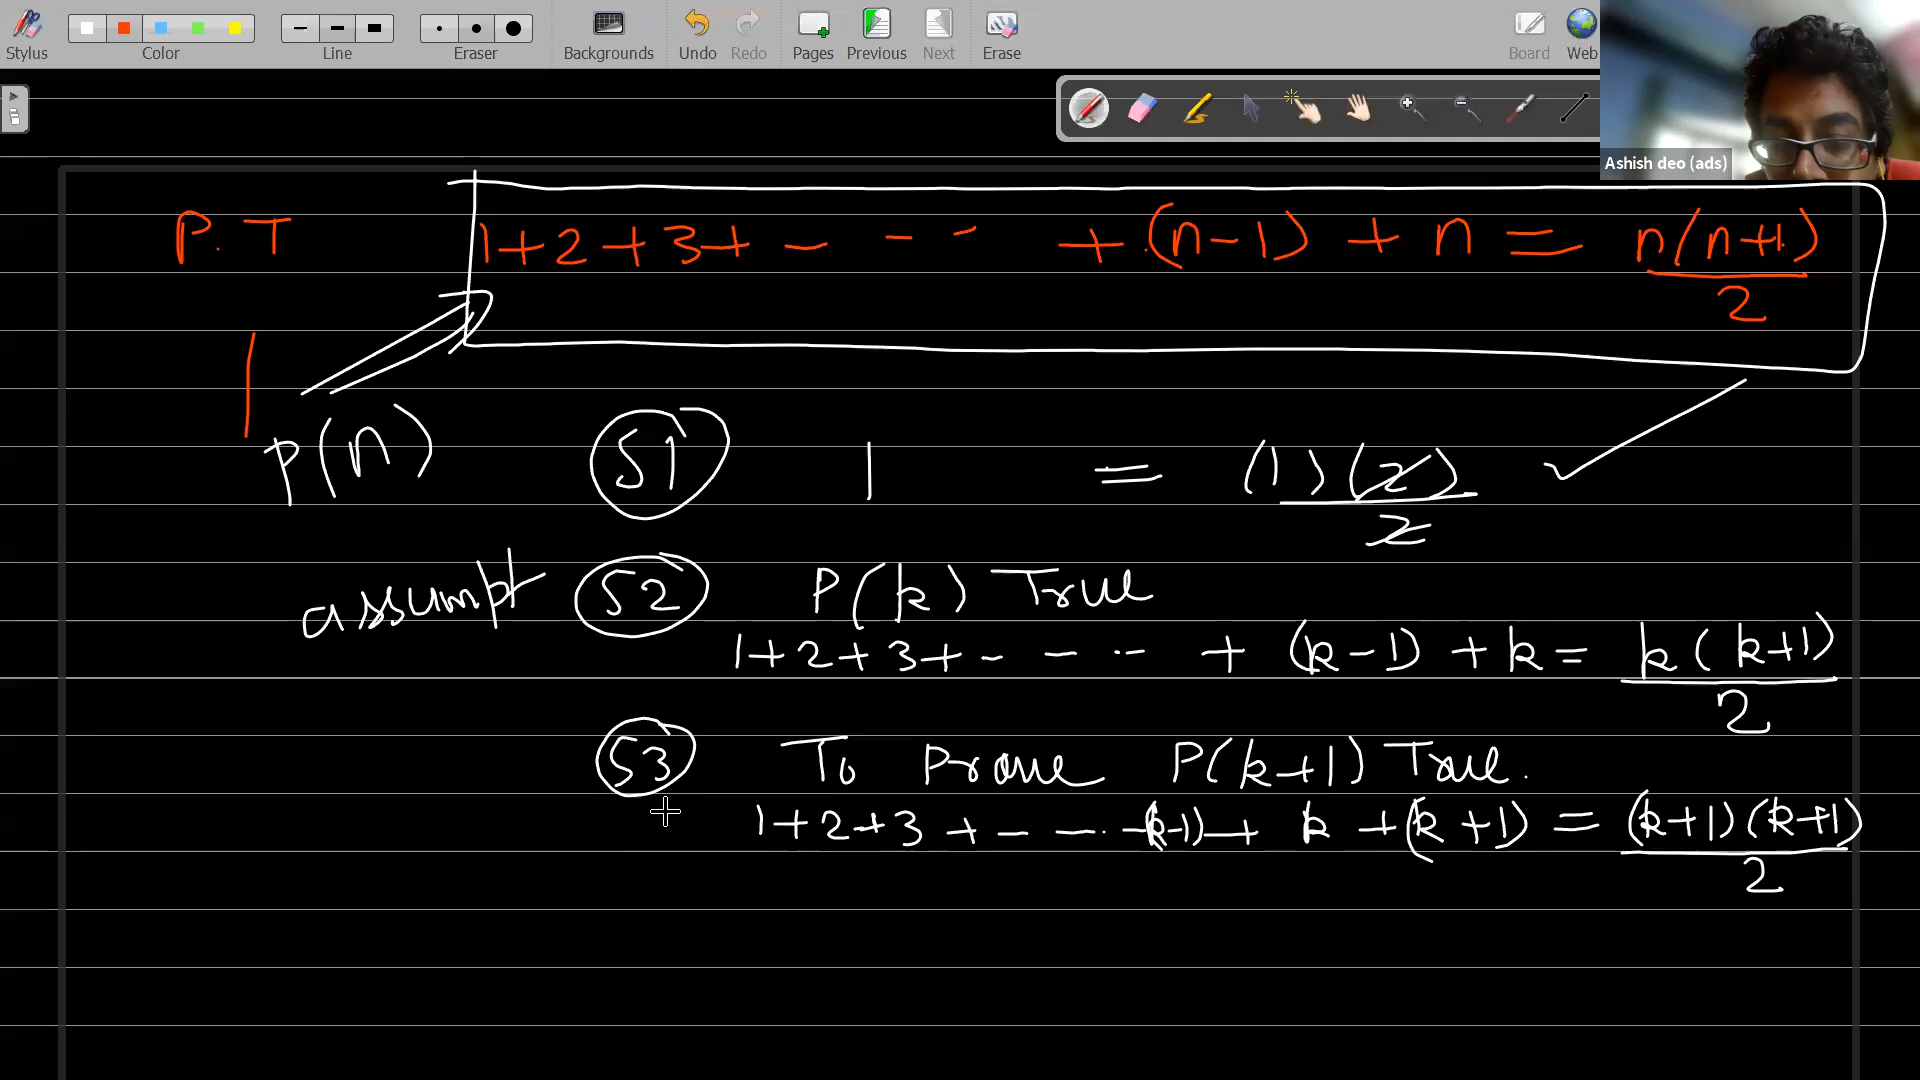 Stylus Color Line Eraser Backgrounds Undo Redo Pages Previous Next Erase Board Web
Ashish deo (ads)
P. T 1+2+3+ - - - +(n-1) + n = n(n+1)
2
P(n) S1 1 = (1)(2)
2
assumpt S2 P(k) True
1+2+3+ - - - + (k-1) + k = k(k+1)
2
S3 To Prove P(k+1) True.
1+2+3 + - - - (k-1) + k +(k+1) = (k+1)(k+1)
2